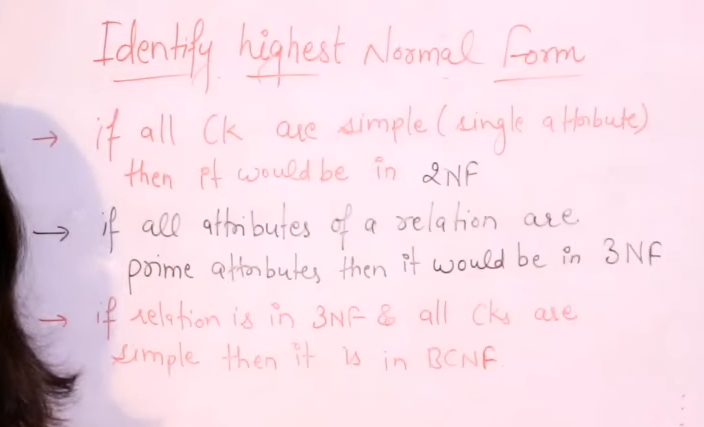 Identify highest Normal Form
→ if all CK are simple (single attribute)
then it would be in 2NF
→ if all attributes of a relation are
prime attributes then it would be in 3NF
→ if relation is in 3NF & all CKs are
simple then it is in BCNF